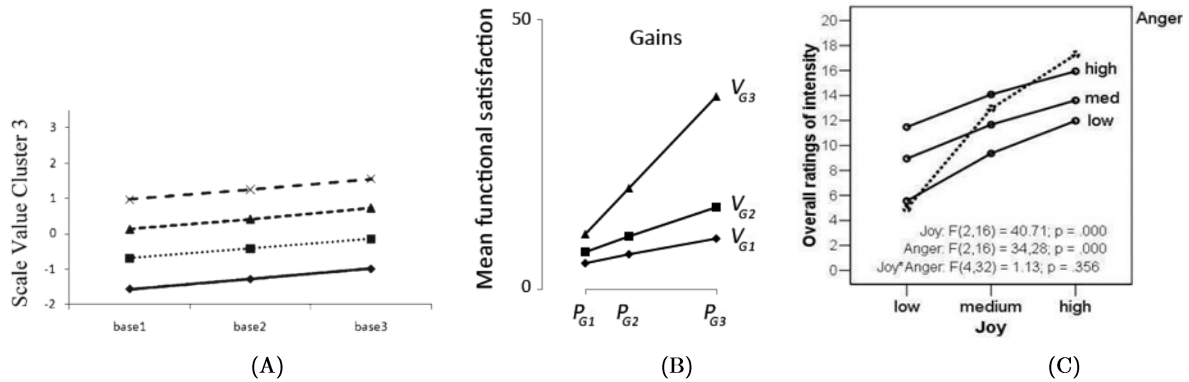 Scale Value Cluster 3
3
2
1
0
-1
-2
base1 base2 base3
(A)
Mean functional satisfaction
50
0
Gains
V_G3
V_G2
V_G1
P_G1 P_G2 P_G3
(B)
Overall ratings of intensity
20
18
16
14
12
10
8
6
4
2
0
Anger
high
med
low
Joy: F(2,16) = 40.71; p = .000
Anger: F(2,16) = 34,28; p = .000
Joy*Anger: F(4,32) = 1.13; p = .356
low medium high
Joy
(C)